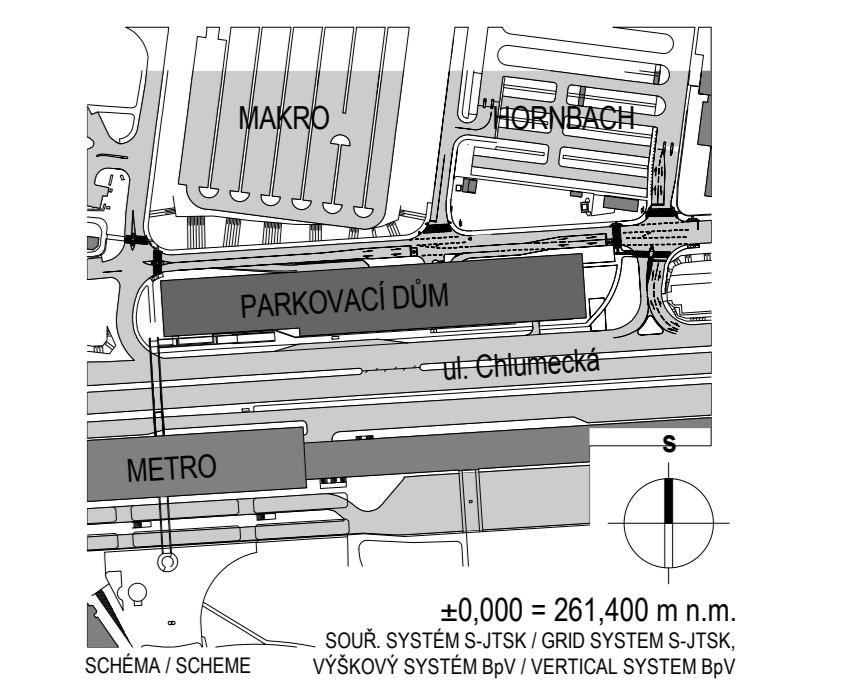 MAKRO
HORNBACH
PARKOVACÍ DŮM
ul. Chlumecká
METRO
S
±0,000 = 261,400 m n.m.
SOUŘ. SYSTÉM S-JTSK / GRID SYSTEM S-JTSK,
SCHÉMA / SCHEME
VÝŠKOVÝ SYSTÉM BpV / VERTICAL SYSTEM BpV